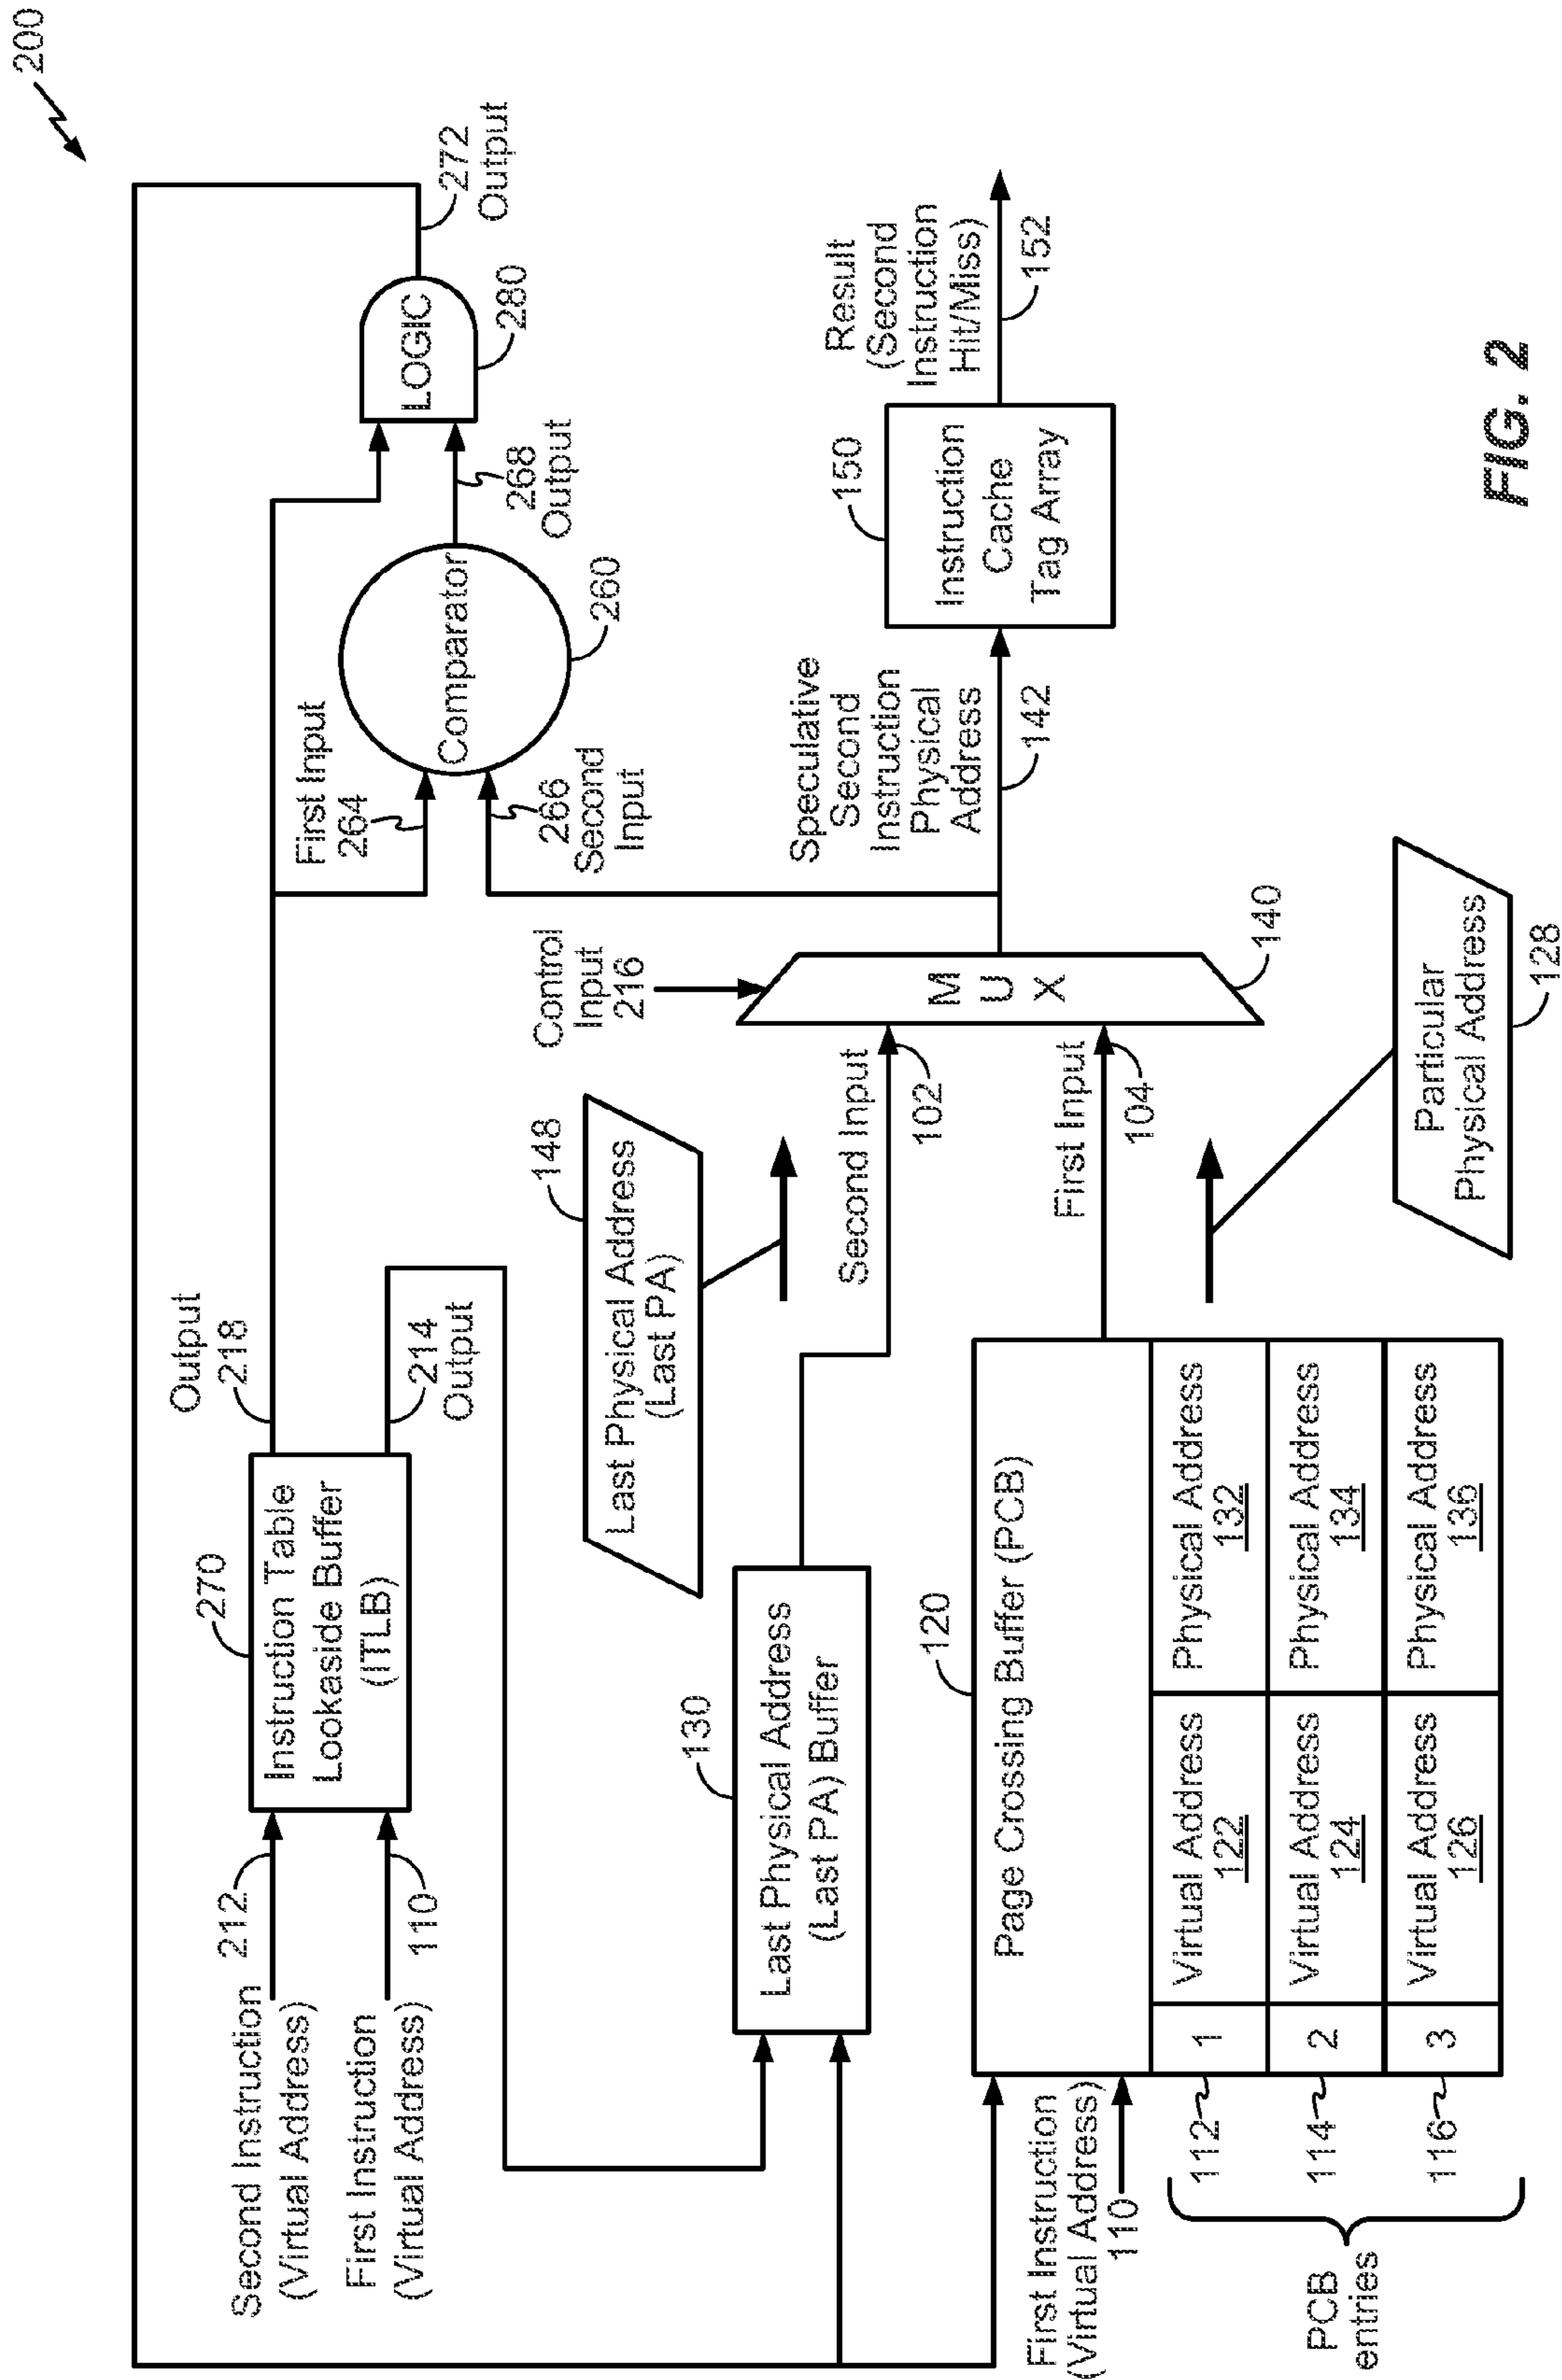 200
Second Instruction
(Virtual Address)
212
First Instruction
(Virtual Address)
110
270
Instruction Table
Lookaside Buffer
(ITLB)
Output
218
214
Output
First Input
264
266
Second
Input
Comparator
260
268
Output
LOGIC
280
272
Output
130
Last Physical Address
(Last PA) Buffer
148
Last Physical Address
(Last PA)
Second Input
102
First Input
104
Control
Input
216
M
U
X
140
Speculative
Second
Instruction
Physical
Address
142
150
Instruction
Cache
Tag Array
Result
(Second
Instruction
Hit/Miss)
152
First Instruction
(Virtual Address)
110
120
Page Crossing Buffer (PCB)
112
1
Virtual Address
122
Physical Address
132
114
2
Virtual Address
124
Physical Address
134
116
3
Virtual Address
126
Physical Address
136
PCB
entries
Particular
Physical Address
128
FIG. 2